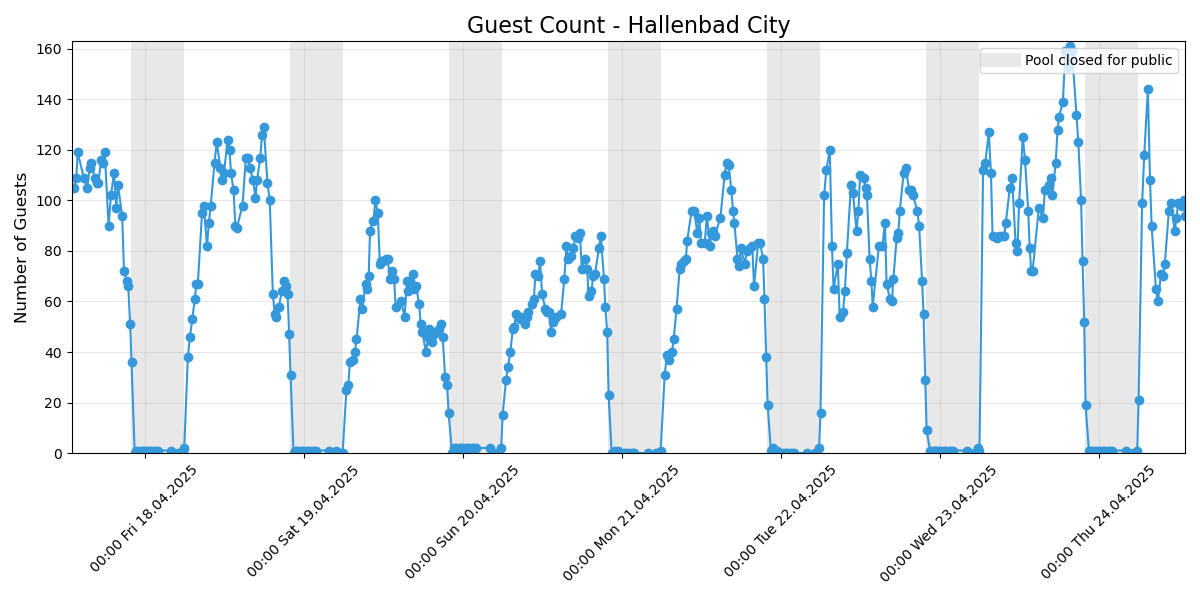 Guest Count - Hallenbad City
Pool closed for public
Number of Guests
160
140
120
100
80
60
40
20
0
00:00 Fri 18.04.2025
00:00 Sat 19.04.2025
00:00 Sun 20.04.2025
00:00 Mon 21.04.2025
00:00 Tue 22.04.2025
00:00 Wed 23.04.2025
00:00 Thu 24.04.2025